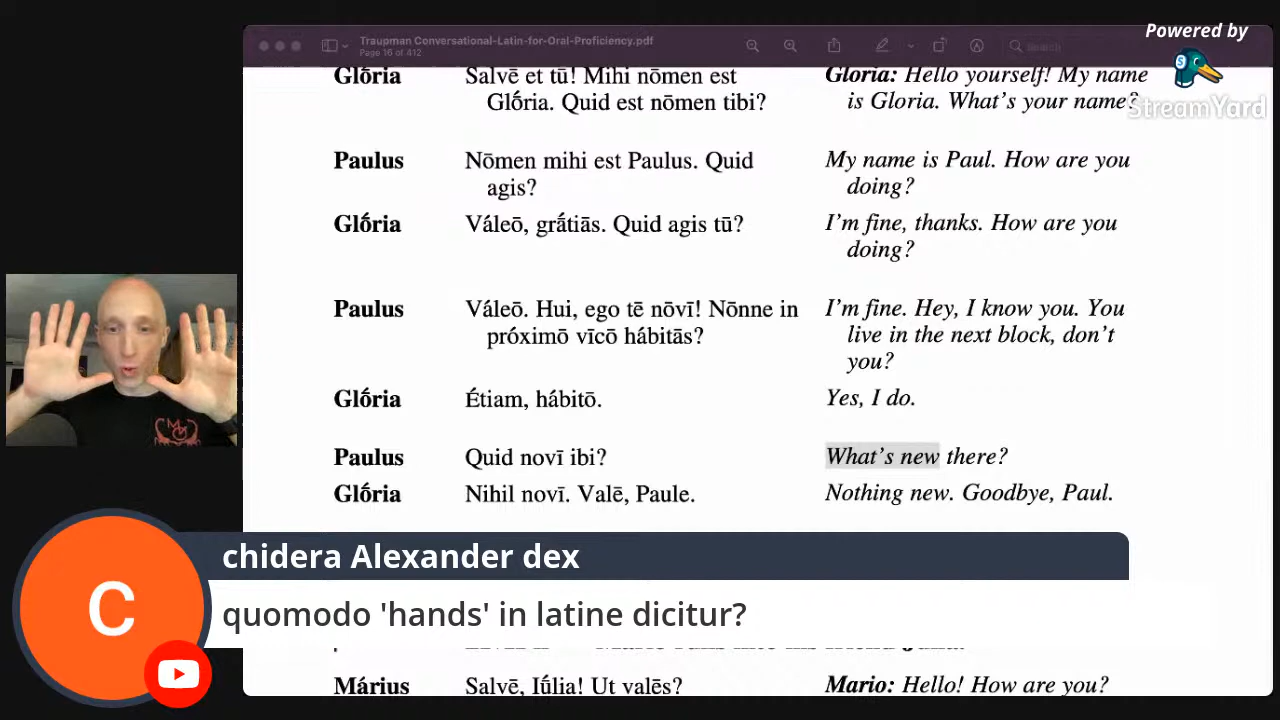 Powered by
StreamYard
Traupman Conversational-Latin-for-Oral-Proficiency.pdf
Page 16 of 412
Search
Glṓria Salvē et tū! Mihi nōmen est Gloria: Hello yourself! My name
Glṓria. Quid est nōmen tibi? is Gloria. What's your name?
Paulus Nōmen mihi est Paulus. Quid My name is Paul. How are you
agis? doing?
Glṓria Váleō, grā́tiās. Quid agis tū? I'm fine, thanks. How are you
doing?
Paulus Váleō. Hui, ego tē nōvī! Nōnne in I'm fine. Hey, I know you. You
próximō vīcō hábitās? live in the next block, don't
you?
Glṓria Étiam, hábitō. Yes, I do.
Paulus Quid novī ibi? What's new there?
Glṓria Nihil novī. Valē, Paule. Nothing new. Goodbye, Paul.
C
chidera Alexander dex
quomodo 'hands' in latine dicitur?
Márius Salvē, Iū́lia! Ut valēs? Mario: Hello! How are you?